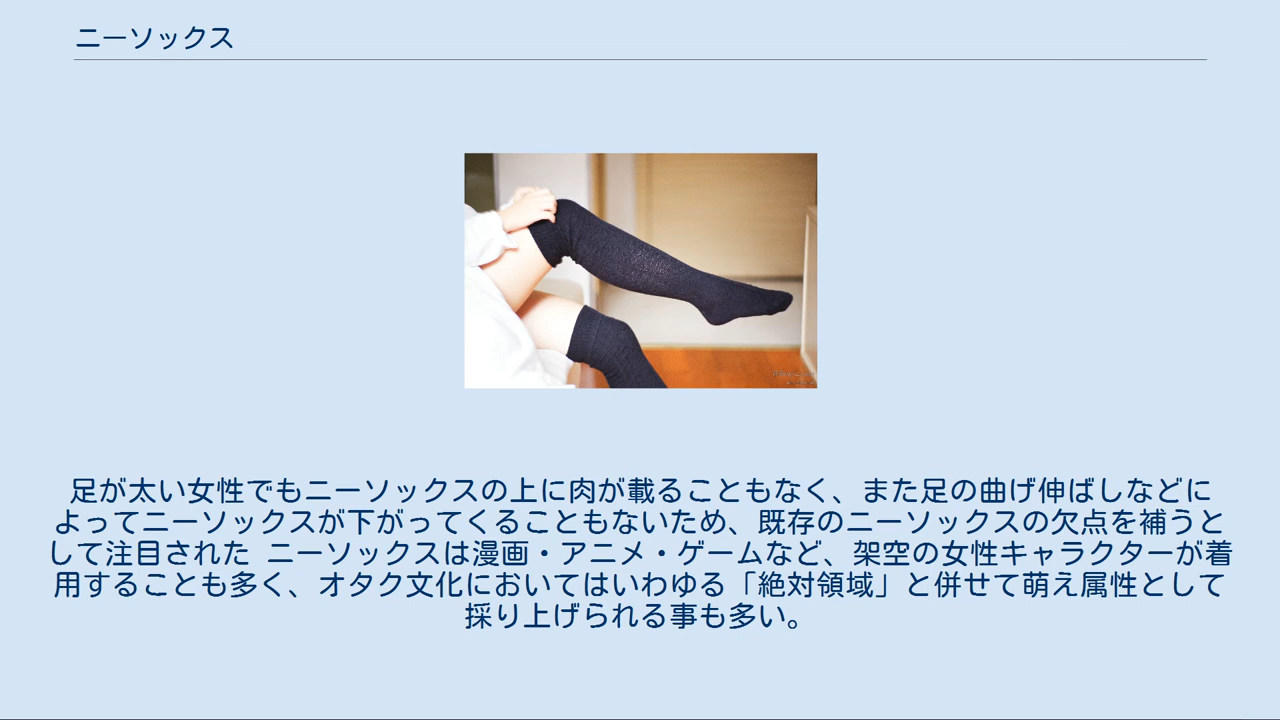 ニーソックス
足が太い女性でもニーソックスの上に肉が載ることもなく、また足の曲げ伸ばしなどに
よってニーソックスが下がってくることもないため、既存のニーソックスの欠点を補うと
して注目された ニーソックスは漫画・アニメ・ゲームなど、架空の女性キャラクターが着
用することも多く、オタク文化においてはいわゆる「絶対領域」と併せて萌え属性として
採り上げられる事も多い。